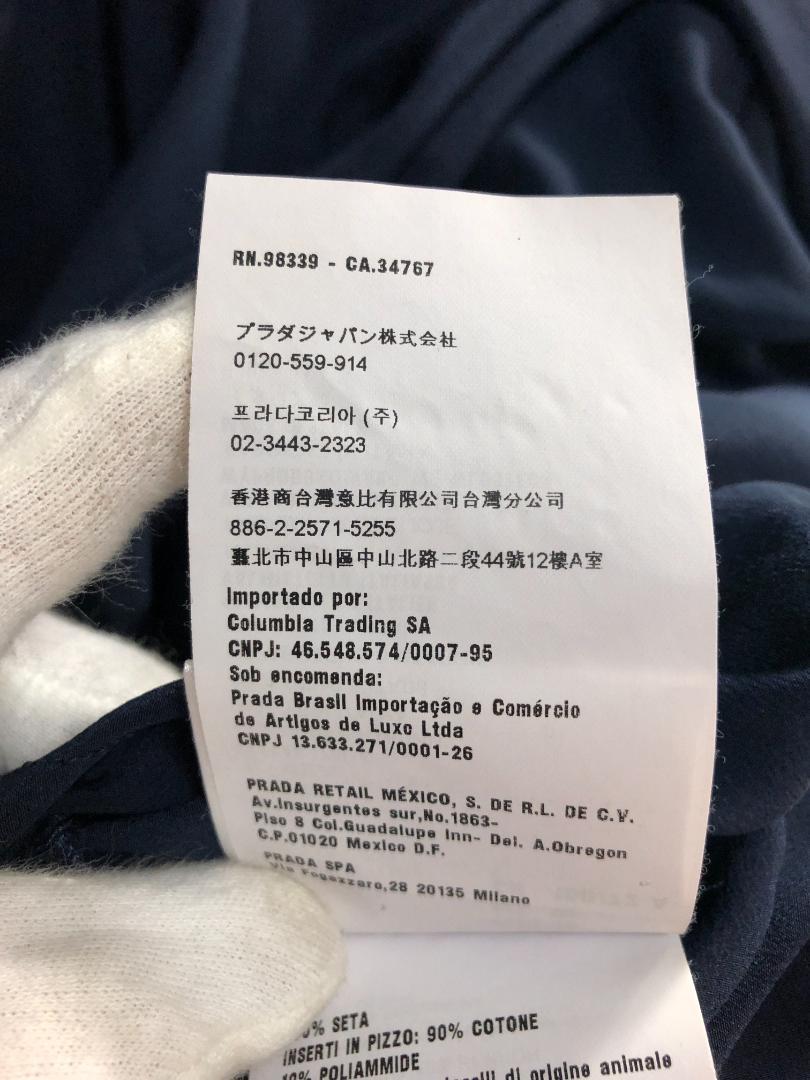 RN.98339 - CA.34767
プラダジャパン株式会社
0120-559-914
프라다코리아 (주)
02-3443-2323
香港商台灣意比有限公司台灣分公司
886-2-2571-5255
臺北市中山區中山北路二段44號12樓A室
Importado por:
Columbia Trading SA
CNPJ: 46.548.574/0007-95
Sob encomenda:
Prada Brasil Importação e Comércio
de Artigos de Luxo Ltda
CNPJ 13.633.271/0001-26
PRADA RETAIL MÉXICO, S. DE R.L. DE C.V.
Av.Insurgentes sur,No.1863-
Piso 8 Col.Guadalupe Inn- Del. A.Obregon
C.P.01020 Mexico D.F.
PRADA SPA
Via Fogazzaro,28 20135 Milano
% SETA
INSERTI IN PIZZO: 90% COTONE
10% POLIAMMIDE
di origine animale